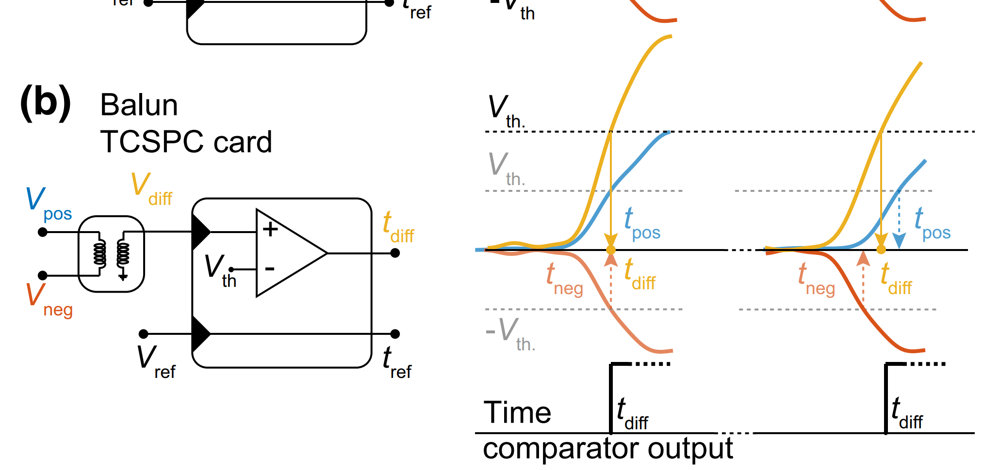 ref
t ref
-V th
(b) Balun
TCSPC card
V diff
V pos
V neg
V th
+
-
t diff
V ref
t ref
V th.
V th.
t pos
t pos
t neg
t diff
t neg
t diff
-V th.
Time
t diff
t diff
comparator output